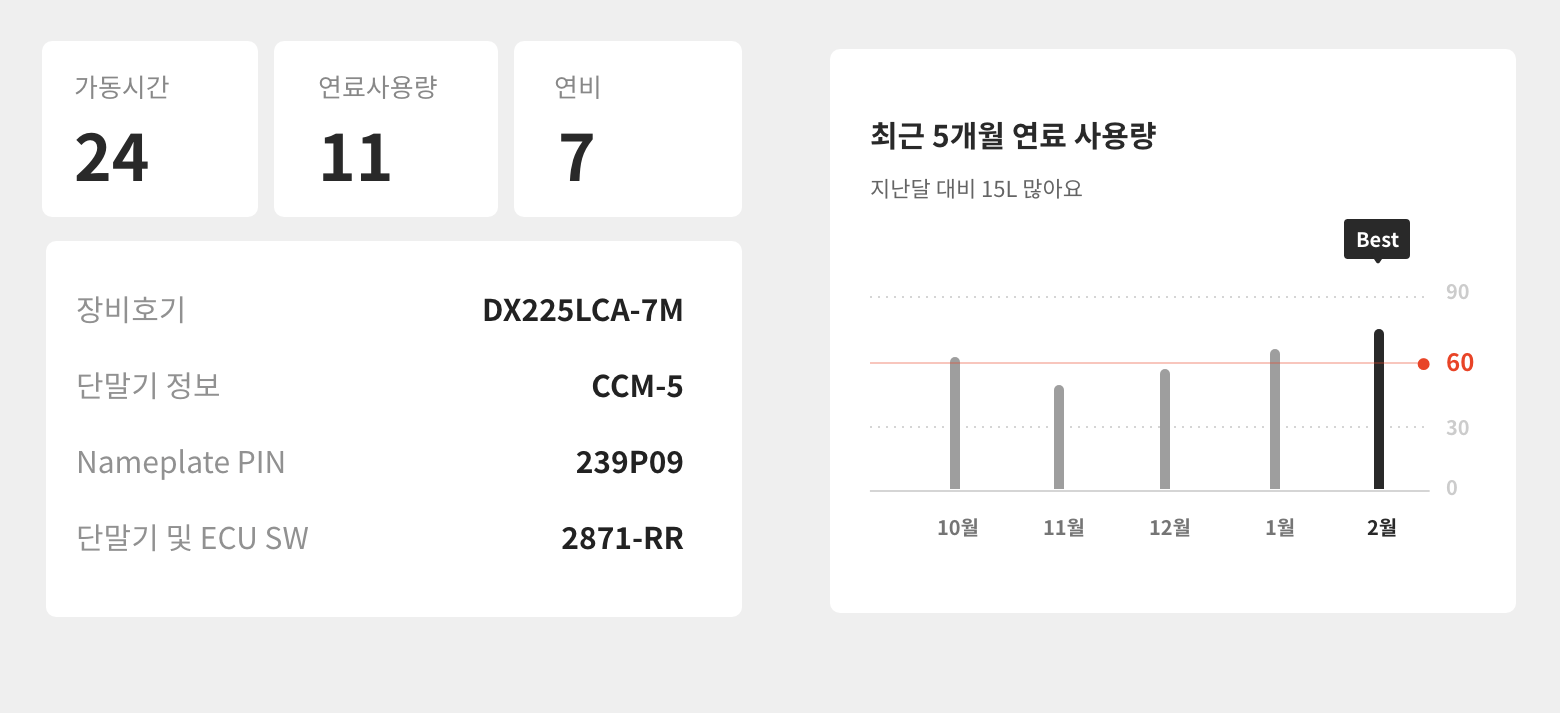 가동시간
24
연료사용량
11
연비
7
장비호기 DX225LCA-7M
단말기 정보 CCM-5
Nameplate PIN 239P09
단말기 및 ECU SW 2871-RR
최근 5개월 연료 사용량
지난달 대비 15L 많아요
Best
90
60
30
0
10월 11월 12월 1월 2월